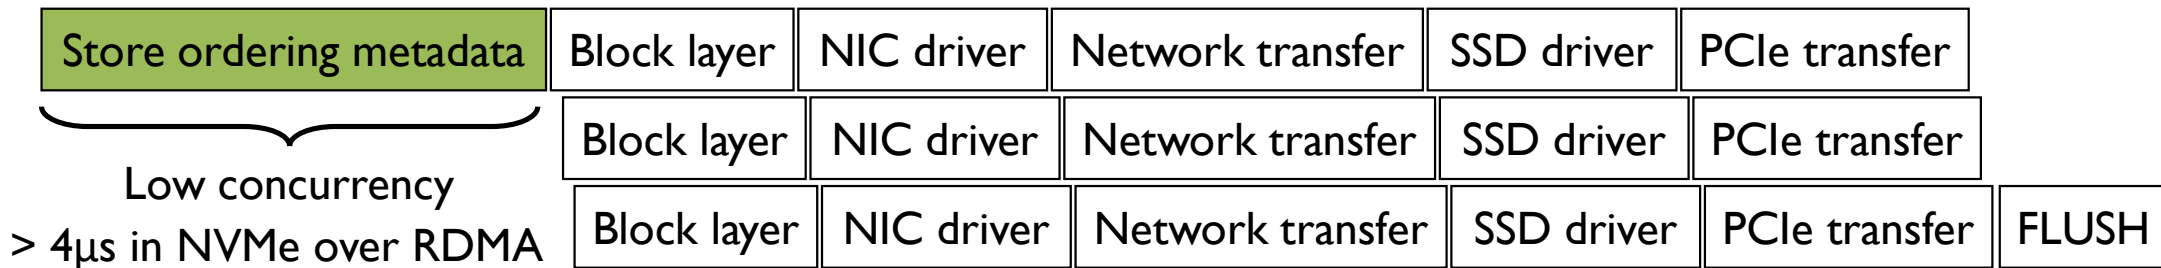 Store ordering metadata Block layer NIC driver Network transfer SSD driver PCIe transfer
Block layer NIC driver Network transfer SSD driver PCIe transfer
Low concurrency
> 4µs in NVMe over RDMA
Block layer NIC driver Network transfer SSD driver PCIe transfer FLUSH